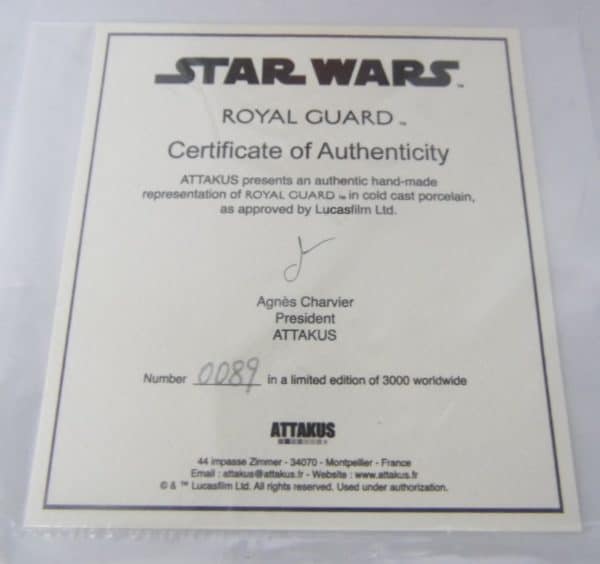 STAR WARS™
ROYAL GUARD™
Certificate of Authenticity
ATTAKUS presents an authentic hand-made
representation of ROYAL GUARD™ in cold cast porcelain,
as approved by Lucasfilm Ltd.
Agnès Charvier
President
ATTAKUS
Number 0089 in a limited edition of 3000 worldwide
ATTAKUS
44 impasse Zimmer - 34070 - Montpellier - France
Email : attakus@attakus.fr - Website : www.attakus.fr
© & ™ Lucasfilm Ltd. All rights reserved. Used under authorization.